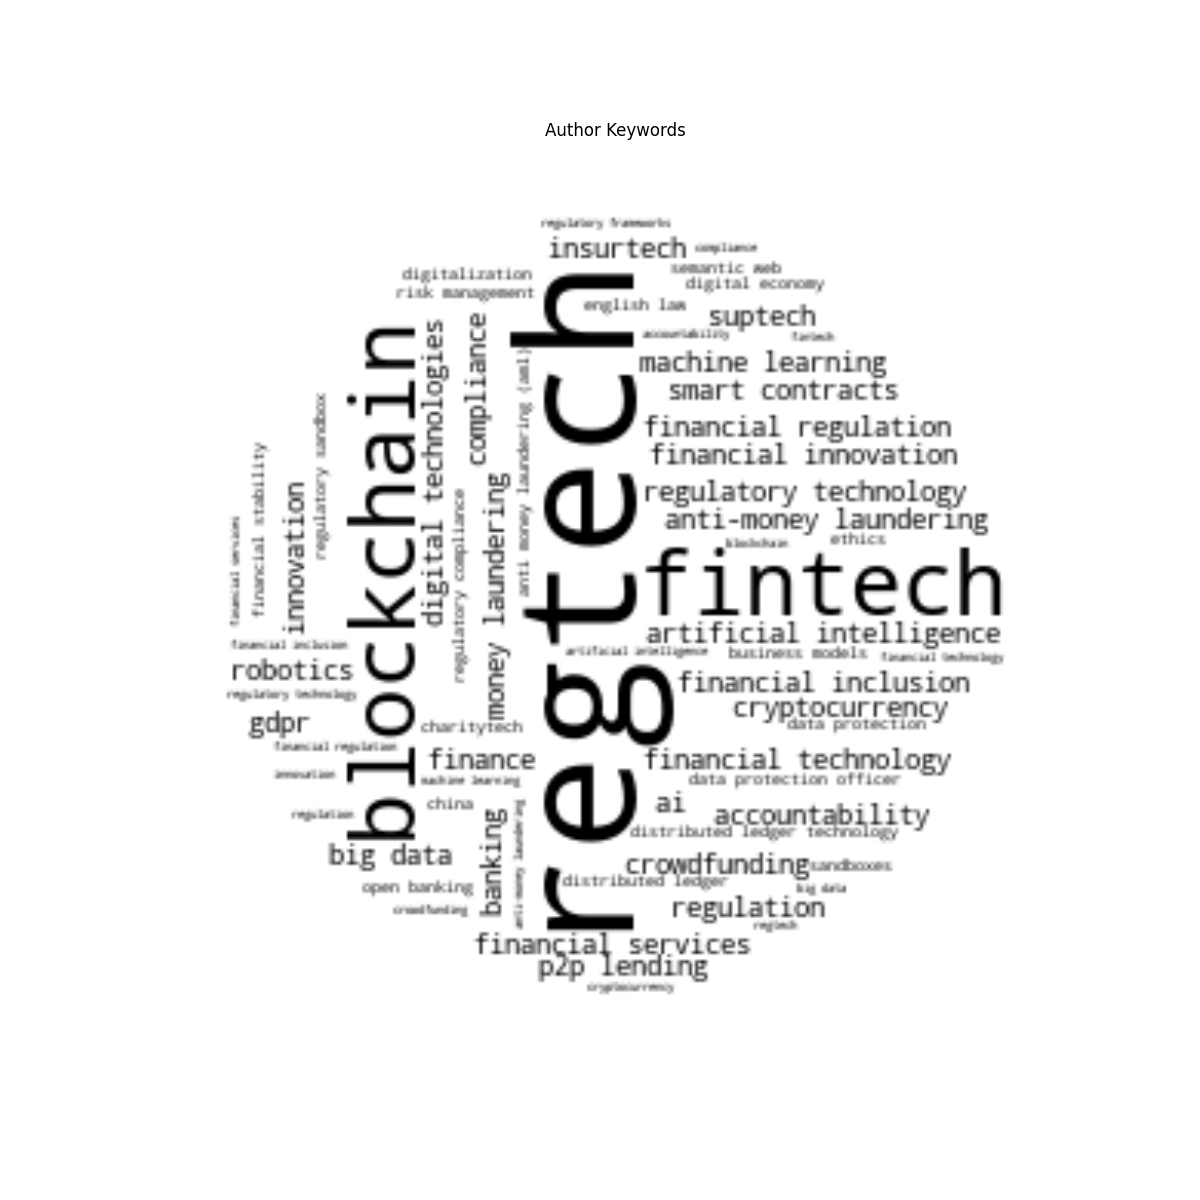 Author Keywords
regulatory frameworks
insurtech
compliance
semantic web
digitalization
digital economy
risk management
english law
suptech
accountability
fintech
machine learning
smart contracts
financial regulation
financial innovation
regulatory technology
anti-money laundering
blockchain
ethics
fintech
artificial intelligence
artificial intelligence
business models
financial technology
financial inclusion
cryptocurrency
data protection
financial technology
data protection officer
ai
accountability
distributed ledger technology
crowdfunding
sandboxes
distributed ledger
big data
regulation
regtech
financial services
p2p lending
cryptocurrency
regtech
anti money laundering (aml)
compliance
money laundering
digital technologies
regulatory compliance
blockchain
regulatory sandbox
innovation
financial stability
financial services
financial inclusion
robotics
regulatory technology
gdpr
financial regulation
innovation
regulation
big data
open banking
crowdfunding
charitytech
finance
machine learning
china
banking
anti-money laundering